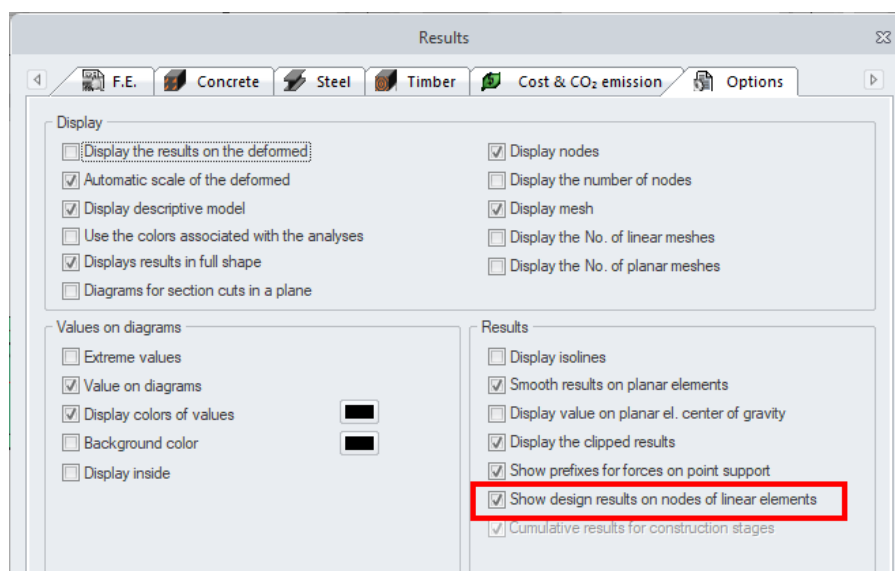 Results
F.E.
Concrete
Steel
Timber
Cost & CO₂ emission
Options
Display
Display the results on the deformed
Automatic scale of the deformed
Display descriptive model
Use the colors associated with the analyses
Displays results in full shape
Diagrams for section cuts in a plane
Display nodes
Display the number of nodes
Display mesh
Display the No. of linear meshes
Display the No. of planar meshes
Values on diagrams
Extreme values
Value on diagrams
Display colors of values
Background color
Display inside
Results
Display isolines
Smooth results on planar elements
Display value on planar el. center of gravity
Display the clipped results
Show prefixes for forces on point support
Show design results on nodes of linear elements
Cumulative results for construction stages